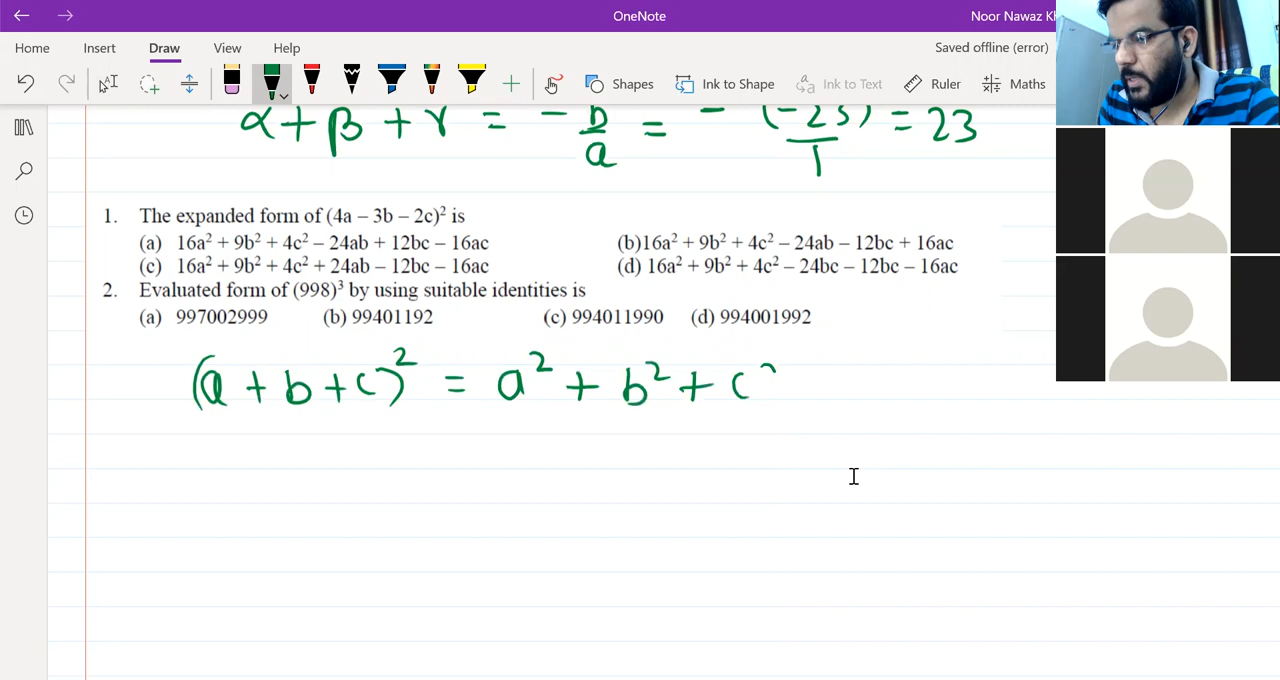 OneNote
Noor Nawaz Kh
Home Insert Draw View Help
Saved offline (error)
Shapes Ink to Shape Ink to Text Ruler Maths
α + β + γ = - b/a = - (-23)/1 = 23
1. The expanded form of (4a – 3b – 2c)² is
(a) 16a² + 9b² + 4c² – 24ab + 12bc – 16ac (b)16a² + 9b² + 4c² – 24ab – 12bc + 16ac
(c) 16a² + 9b² + 4c² + 24ab – 12bc – 16ac (d) 16a² + 9b² + 4c² – 24bc – 12bc – 16ac
2. Evaluated form of (998)³ by using suitable identities is
(a) 997002999 (b) 99401192 (c) 994011990 (d) 994001992
(a + b + c)² = a² + b² + c